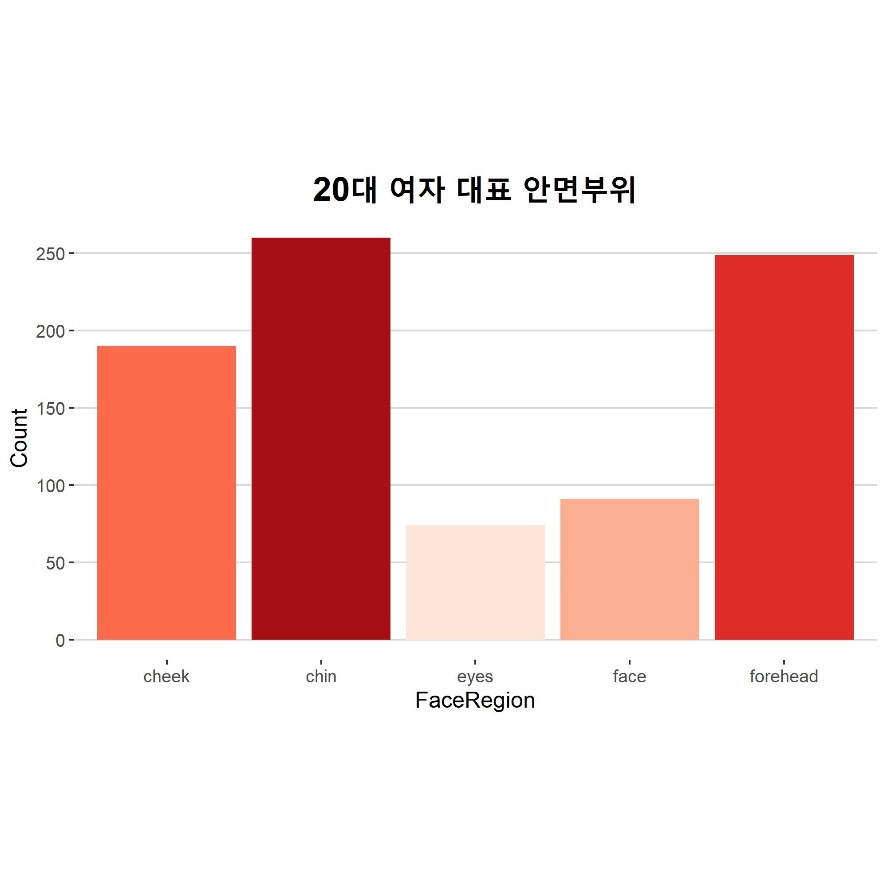 20대 여자 대표 안면부위
250
200
150
100
50
0
Count
cheek chin eyes face forehead
FaceRegion